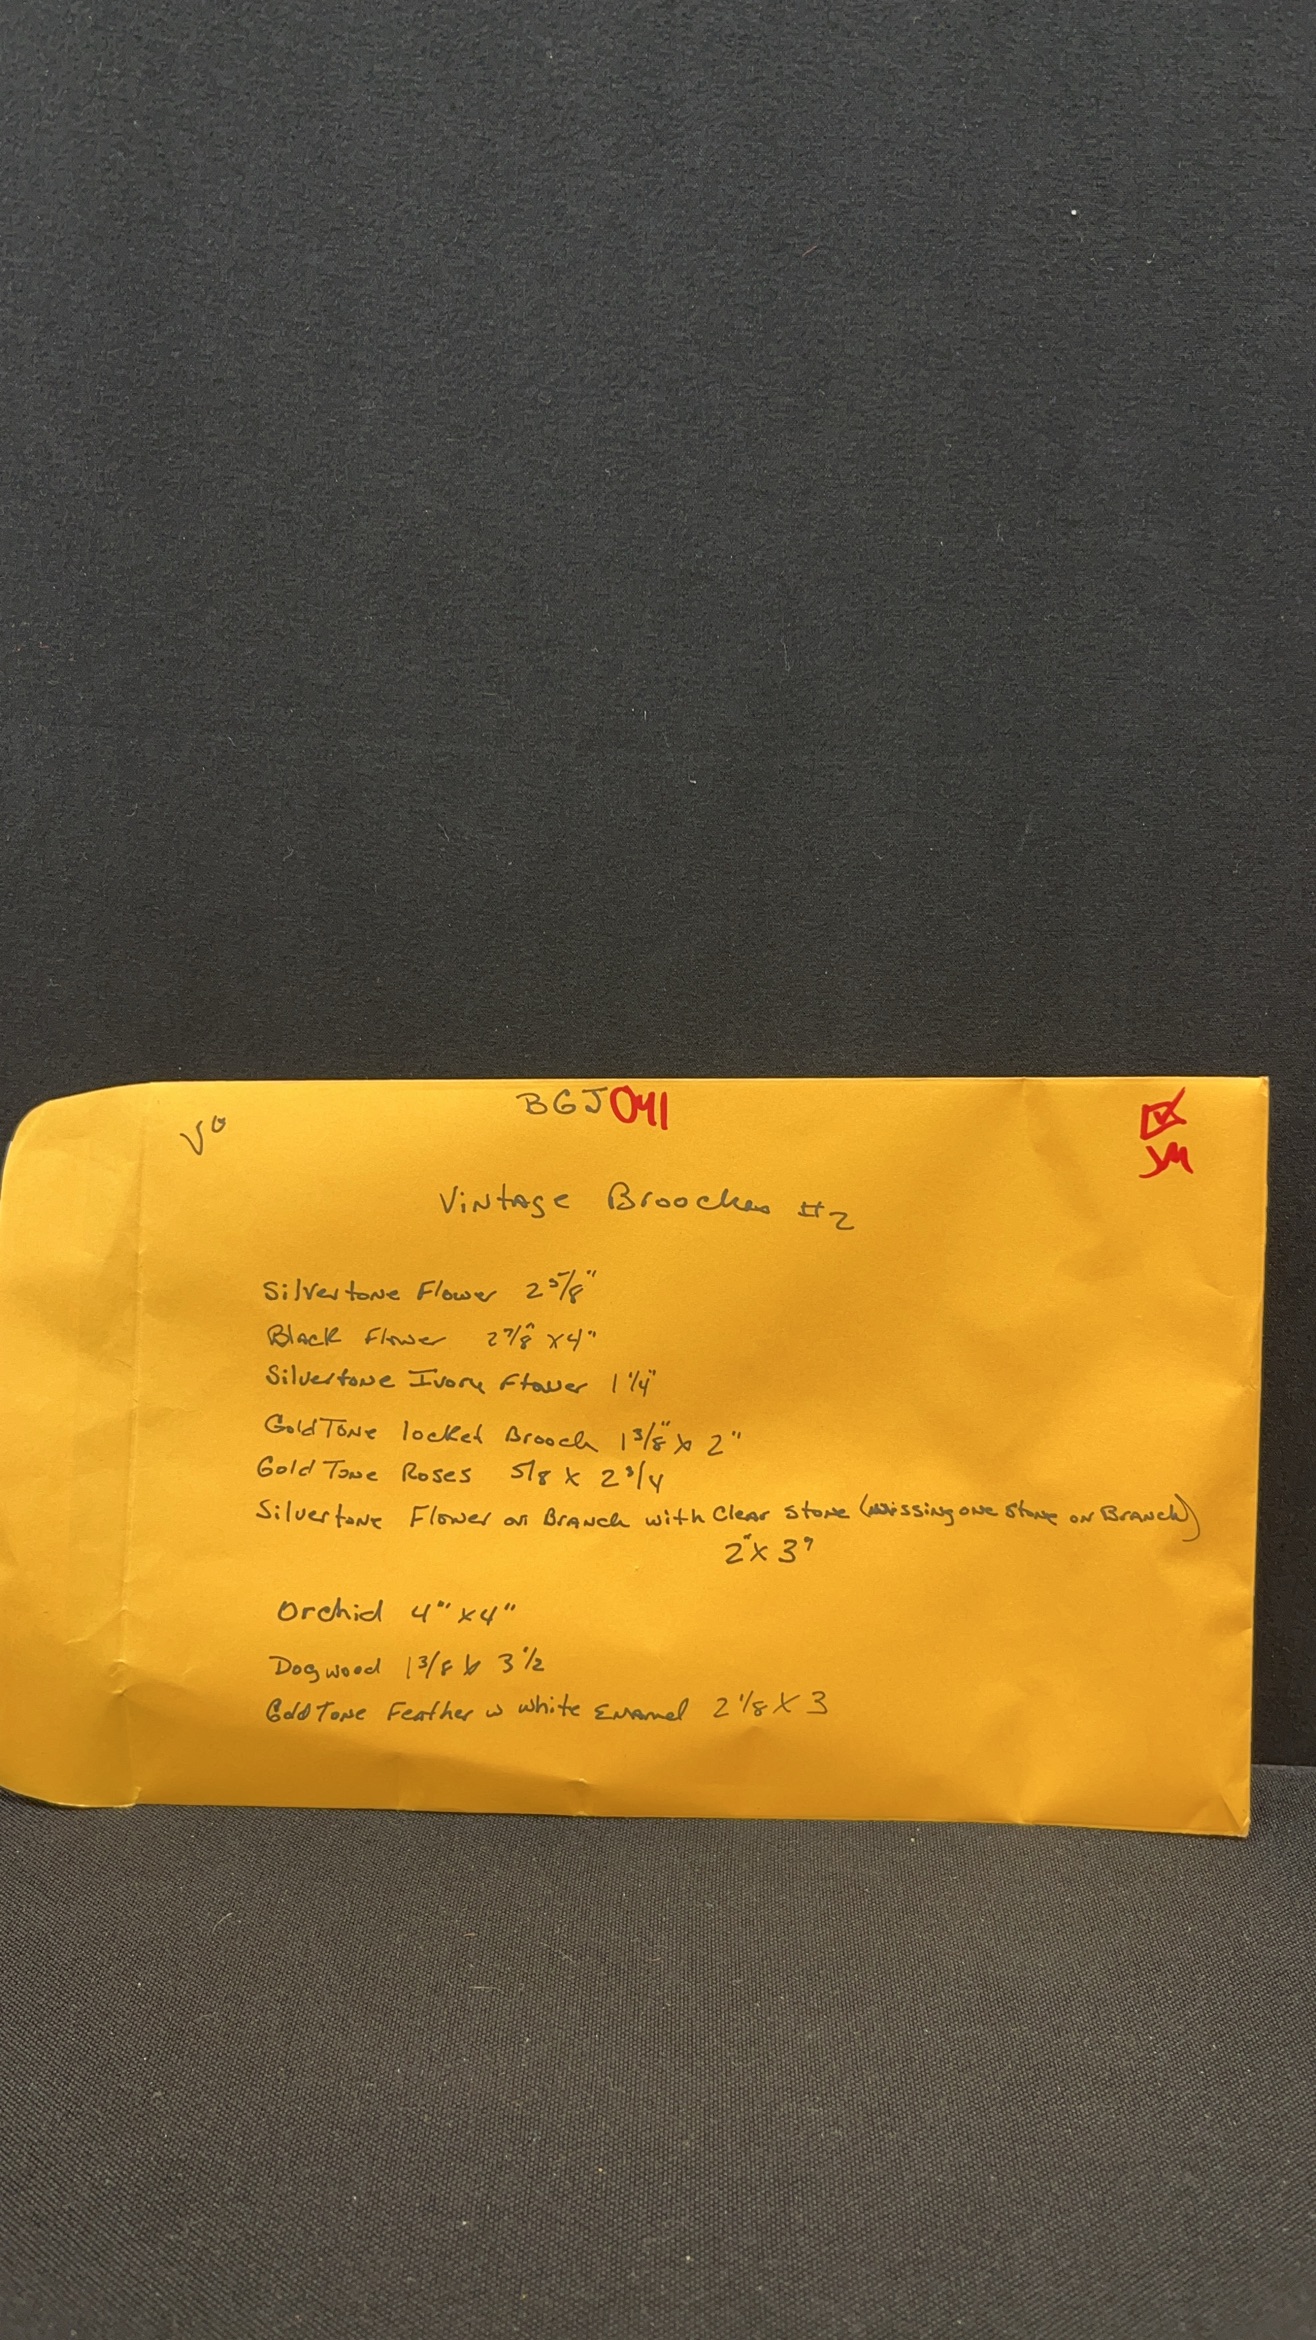 BGJ041
Vintage Brooches #2
Silvertone Flower 2 5/8"
Black Flower 2 7/8" x 4"
Silvertone Ivory Flower 1 1/4"
GoldTone locket Brooch 1 3/8" x 2"
Gold Tone Roses 5/8 x 2 3/4
Silvertone Flower on Branch with Clear Stone (missing one Stone on Branch)
2" x 3"
Orchid 4" x 4"
Dogwood 1 3/8 x 3 1/2
Gold Tone Feather w White Enamel 2 1/8 X 3